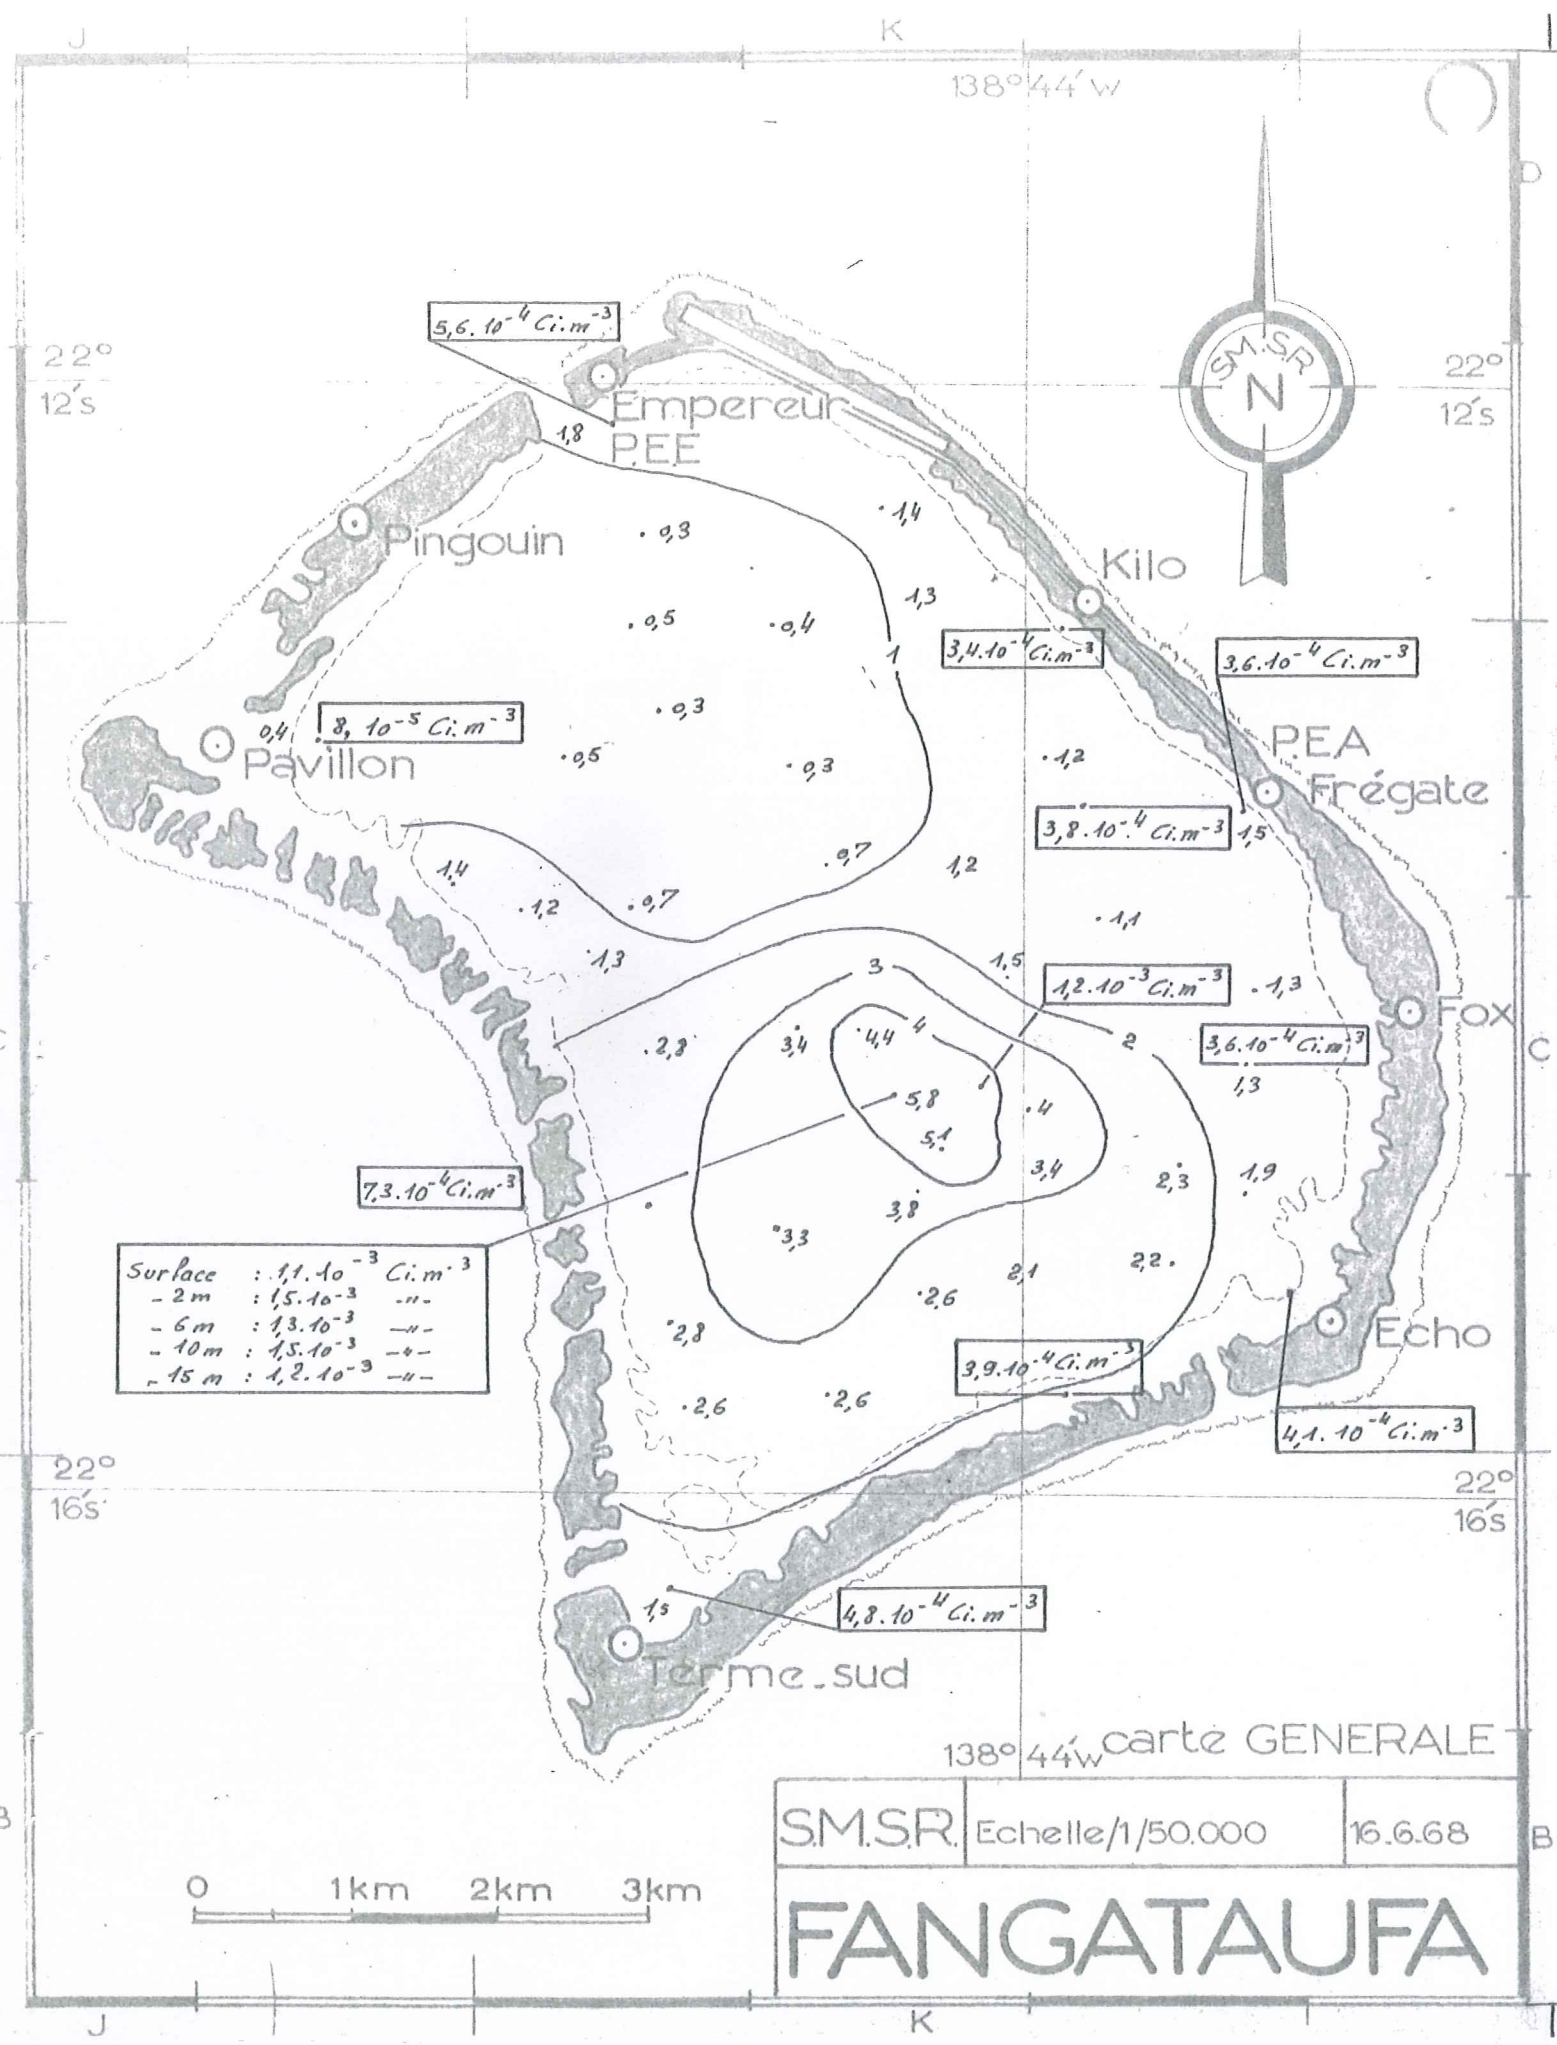 J K
138°44′W
D
5,6.10⁻⁴ Ci.m⁻³
22°
12′s
S.M.S.R
N
22°
12′s
Empereur
P.E.E
1,8
1,4
Pingouin
0,3
Kilo
1,3
0,5
0,4
1
3,4.10⁻⁴ Ci.m⁻³
3,6.10⁻⁴ Ci.m⁻³
0,3
0,4
8, 10⁻⁵ Ci.m⁻³
Pavillon
0,5
0,3
1,2
P.E.A
Frégate
3,8.10⁻⁴ Ci.m⁻³
1,5
1,4
0,7
1,2
1,2
0,7
1,1
1,3
1,5
3
1,2.10⁻³ Ci.m⁻³
1,3
Fox
2,8
3,4
4,4
4
2
3,6.10⁻⁴ Ci.m⁻³
C
1,3
5,8
4
5,1
3,4
2,3
1,9
7,3.10⁻⁴ Ci.m⁻³
3,8
3,3
Surface : 1,1.10⁻³ Ci.m⁻³
- 2 m : 1,5.10⁻³ -"-
- 6 m : 1,3.10⁻³ -"-
- 10 m : 1,5.10⁻³ -"-
- 15 m : 1,2.10⁻³ -"-
2,1
2,2
2,6
2,8
Echo
3,9.10⁻⁴ Ci.m⁻³
2,6
2,6
4,1.10⁻⁴ Ci.m⁻³
22°
16′s
22°
16′s
1,5
4,8.10⁻⁴ Ci.m⁻³
Terme_sud
138°44′W
carte GENERALE
S.M.S.R. Echelle/1/50.000 16.6.68
B B
0 1km 2km 3km
FANGATAUFA
J K